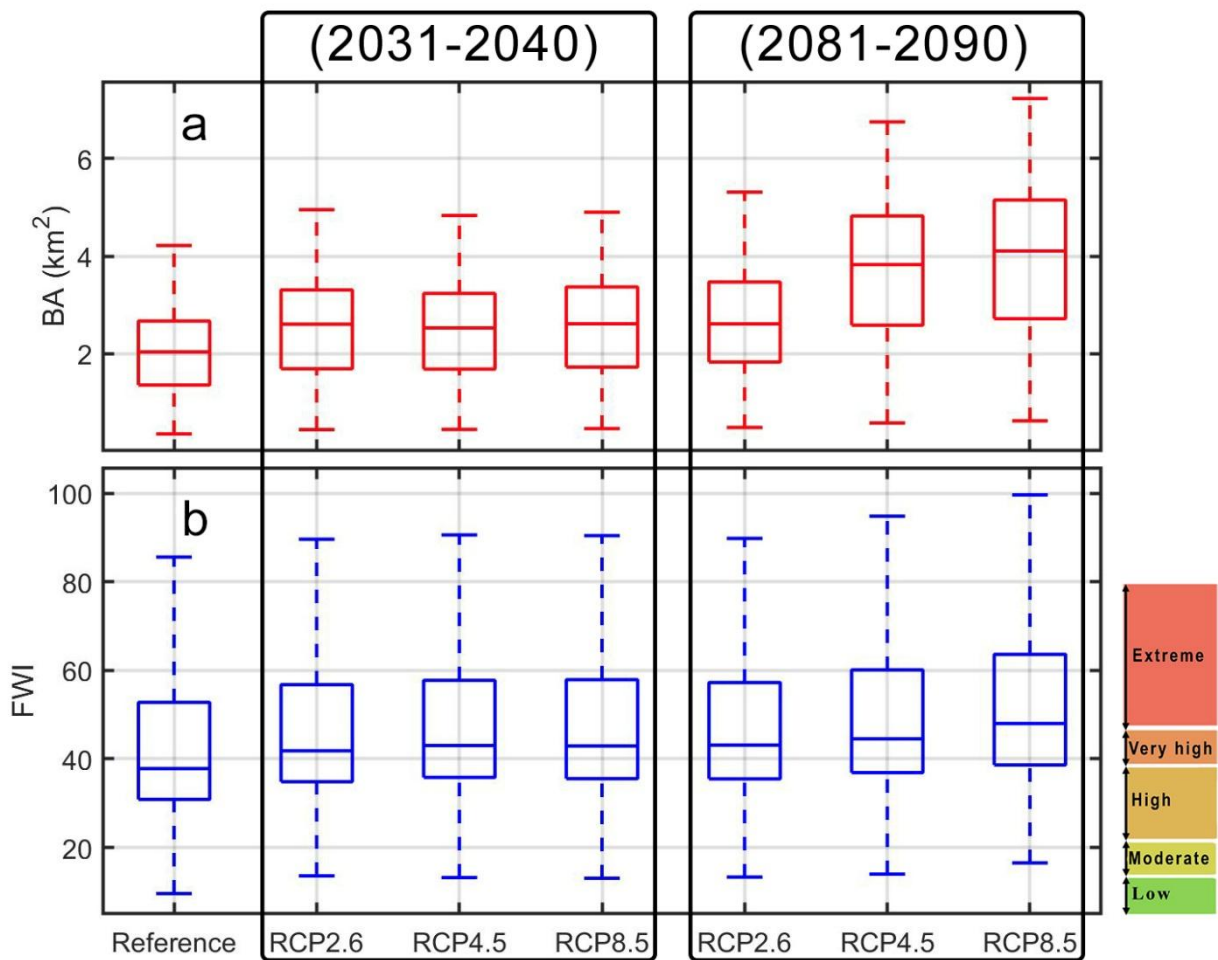 (2031-2040) (2081-2090)
a
6
4
2
BA (km²)
b
100
80
60
40
20
FWI
Extreme
Very high
High
Moderate
Low
Reference RCP2.6 RCP4.5 RCP8.5 RCP2.6 RCP4.5 RCP8.5